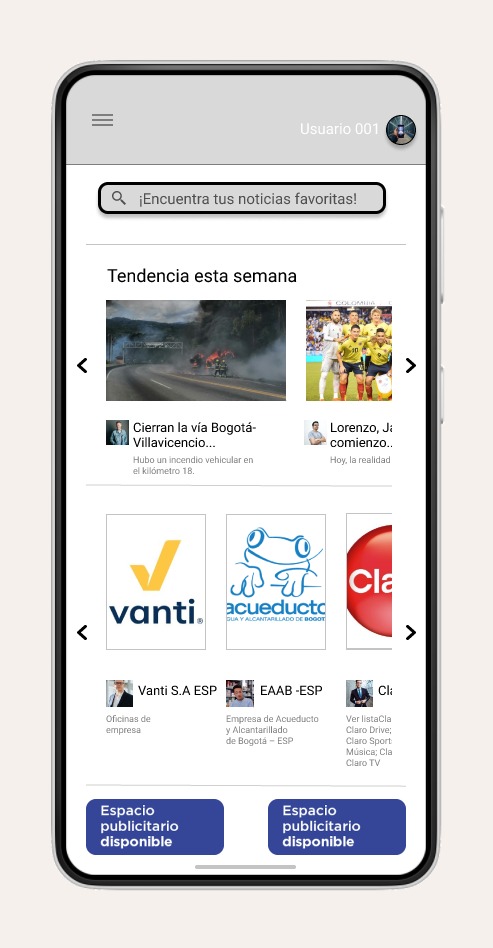 Usuario 001
¡Encuentra tus noticias favoritas!
Tendencia esta semana
COLOMBIA
Cierran la vía Bogotá-
Villavicencio...
Hubo un incendio vehicular en
el kilómetro 18.
Lorenzo, Ja
comienzo..
Hoy, la realidad
vanti®
acueducto
GUA Y ALCANTARILLADO DE BOGOT
Cla
Vanti S.A ESP
Oficinas de
empresa
EAAB -ESP
Empresa de Acueducto
y Alcantarillado
de Bogotá – ESP
Cla
Ver listaCla
Claro Drive;
Claro Sport
Música; Cla
Claro TV
Espacio
publicitario
disponible
Espacio
publicitario
disponible